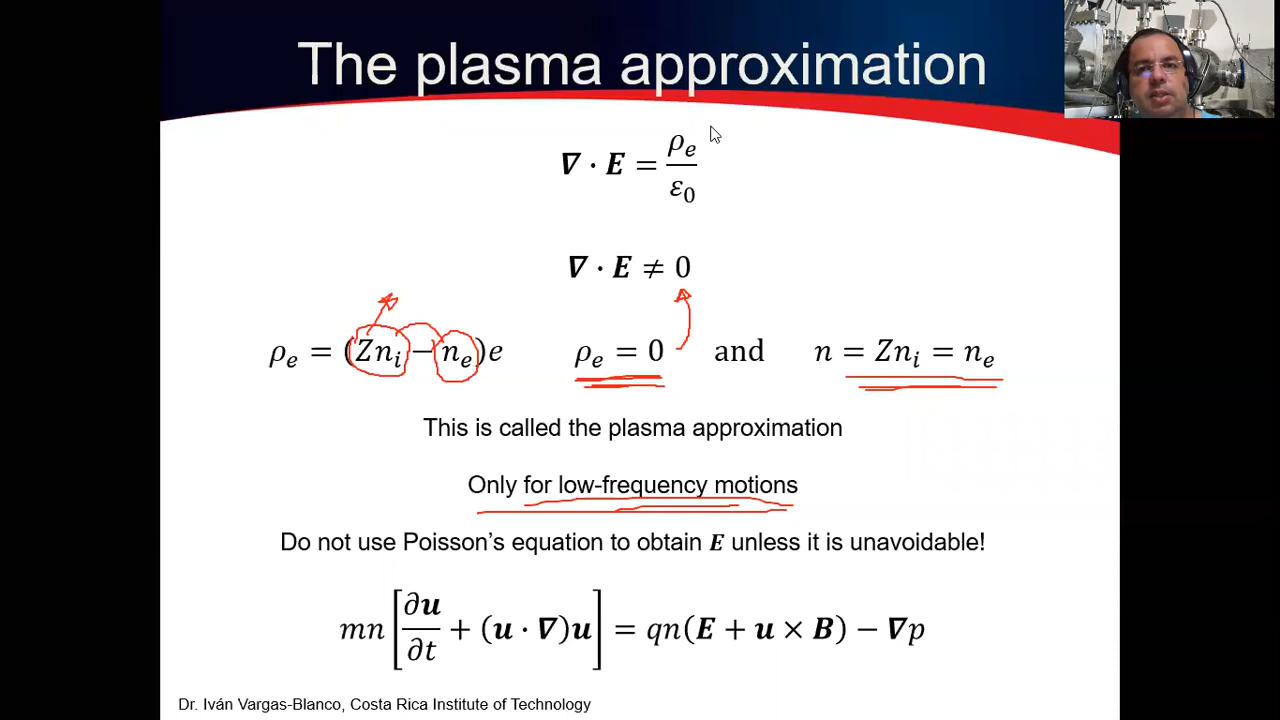 The plasma approximation
∇ · E = ρₑ / ε₀
∇ · E ≠ 0
ρₑ = (Znᵢ − nₑ)e ρₑ = 0 and n = Znᵢ = nₑ
This is called the plasma approximation
Only for low-frequency motions
Do not use Poisson's equation to obtain E unless it is unavoidable!
mn[∂u/∂t + (u · ∇)u] = qn(E + u × B) − ∇p
Dr. Iván Vargas-Blanco, Costa Rica Institute of Technology